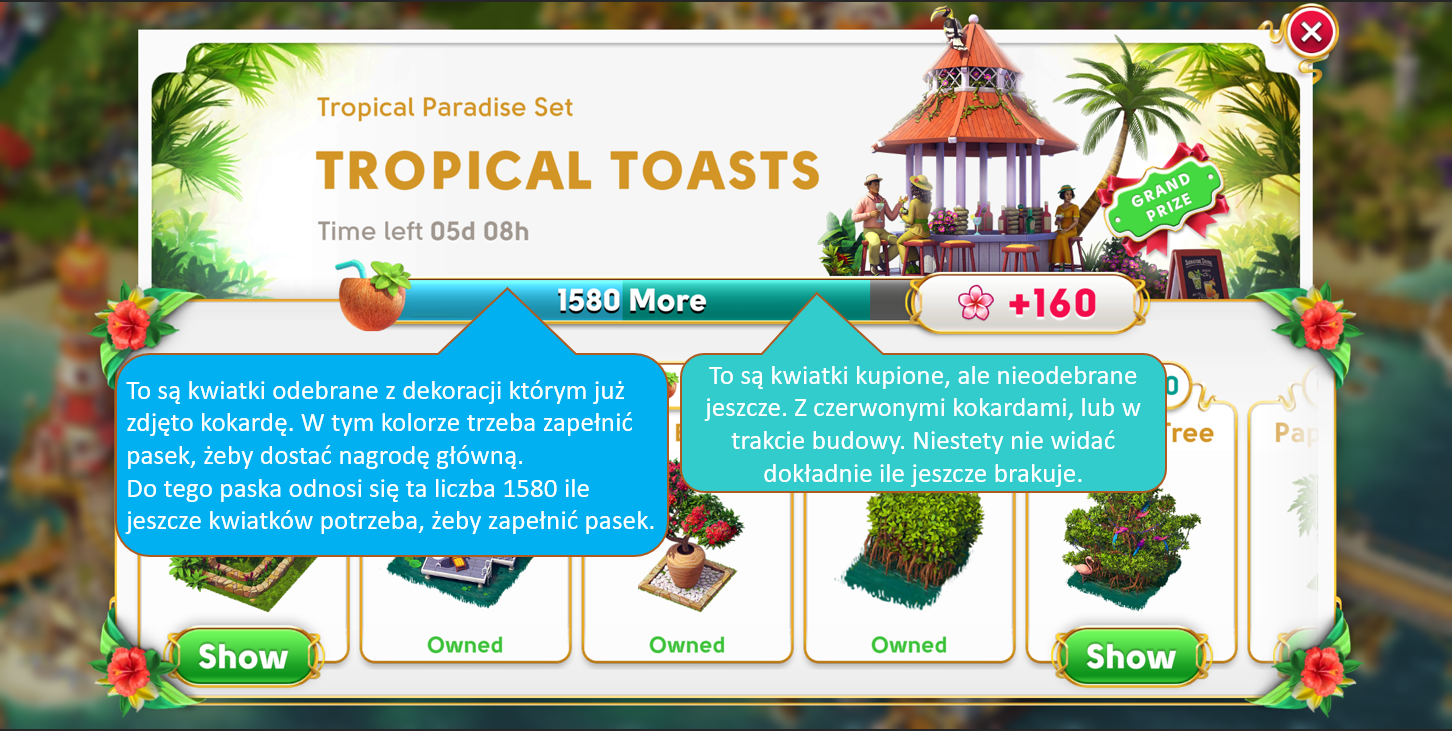 Tropical Paradise Set
TROPICAL TOASTS
Time left 05d 08h
GRAND
PRIZE
1580 More
+160
To są kwiatki odebrane z dekoracji którym już
zdjęto kokardę. W tym kolorze trzeba zapełnić
pasek, żeby dostać nagrodę główną.
Do tego paska odnosi się ta liczba 1580 ile
jeszcze kwiatków potrzeba, żeby zapełnić pasek.
To są kwiatki kupione, ale nieodebrane
jeszcze. Z czerwonymi kokardami, lub w
trakcie budowy. Niestety nie widać
dokładnie ile jeszcze brakuje.
Tree
Show
Owned
Owned
Owned
Show